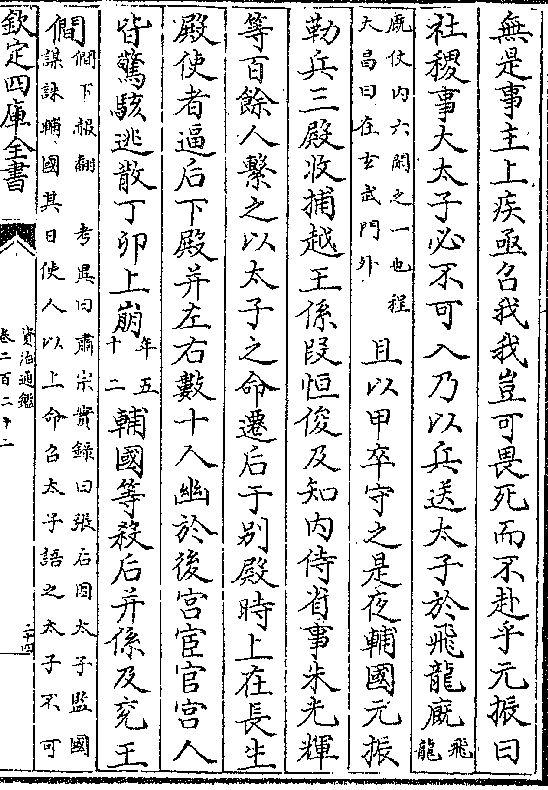 無是事主上疾亟召我我豈可畏死而不赴乎元振曰
社稷事大太子必不可入乃以兵送太子於飛龍廐飛龍
廐仗内六閑之一也程大昌曰在玄武門外且以甲卒守之是夜輔國元振
勒兵三殿收捕越王係段恒俊及知内侍省事朱光輝
等百餘人繫之以太子之命遷后于别殿時上在長生
殿使者逼后下殿并左右數十人幽於後宫宦官宫人
皆驚駭逃散丁卯上崩年五十二輔國等殺后并係及兖王
僴僴下赧翻考異曰肅宗實錄曰張后因太子監國謀誅輔國其日使人以上命召太子語之太子不可
欽定四庫全書
資治通鑑
卷二百二十二
二十四